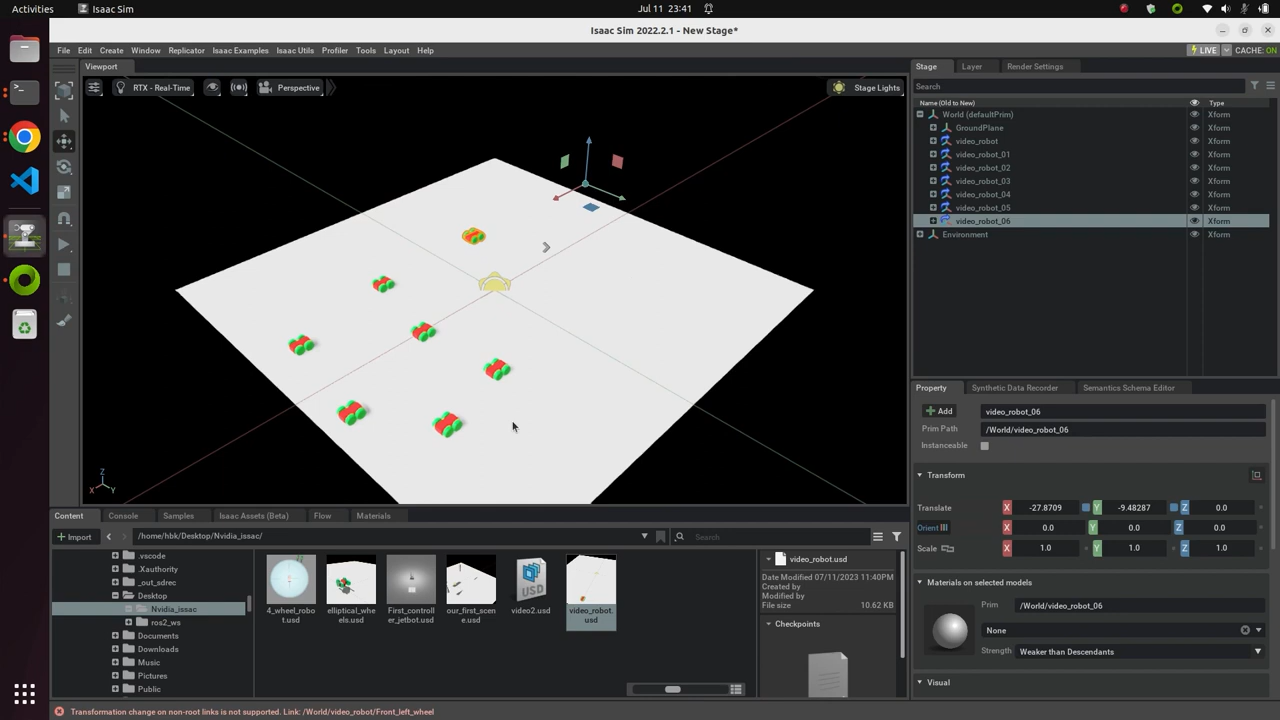 Activities
Isaac Sim
Jul 11 23:41
Isaac Sim 2022.2.1 - New Stage*
File Edit Create Window Replicator Isaac Examples Isaac Utils Profiler Tools Layout Help
LIVE CACHE: ON
Viewport
RTX - Real-Time
Perspective
Stage Lights
Stage Layer Render Settings
Search
Name (Old to New) Type
World (defaultPrim) Xform
GroundPlane Xform
video_robot Xform
video_robot_01 Xform
video_robot_02 Xform
video_robot_03 Xform
video_robot_04 Xform
video_robot_05 Xform
video_robot_06 Xform
Environment Xform
Z
X Y
Property Synthetic Data Recorder Semantics Schema Editor
Add video_robot_06
Prim Path /World/video_robot_06
Instanceable
Transform
Translate X -27.8709 Y -9.48287 Z 0.0
Orient X 0.0 Y 0.0 Z 0.0
Scale X 1.0 Y 1.0 Z 1.0
Materials on selected models
Prim /World/video_robot_06
None
Strength Weaker than Descendants
Visual
Content Console Samples Isaac Assets (Beta) Flow Materials
Import
/home/hbk/Desktop/Nvidia_issac/
Search
.vscode
.Xauthority
_out_sdrec
Desktop
Nvidia_issac
ros2_ws
Documents
Downloads
Music
Pictures
Public
4_wheel_robo
t.usd
elliptical_whe
els.usd
First_controll
er_jetbot.usd
our_first_scen
e.usd
USD
video2.usd
video_robot.
usd
video_robot.usd
Date Modified 07/11/2023 11:40PM
Created by
Modified by
File size 10.62 KB
Checkpoints
Transformation change on non-root links is not supported. Link: /World/video_robot/Front_left_wheel